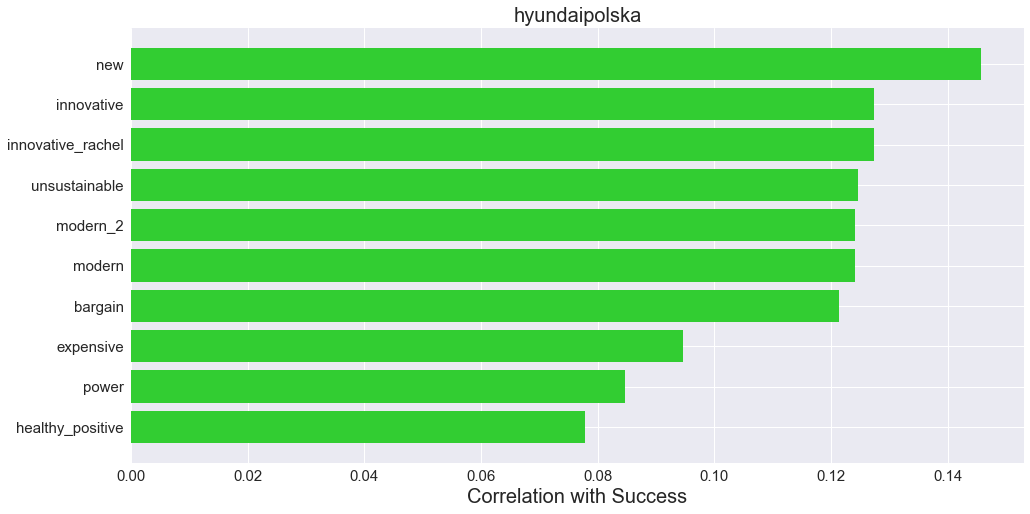 hyundaipolska
new
innovative
innovative_rachel
unsustainable
modern_2
modern
bargain
expensive
power
healthy_positive
0.00 0.02 0.04 0.06 0.08 0.10 0.12 0.14
Correlation with Success